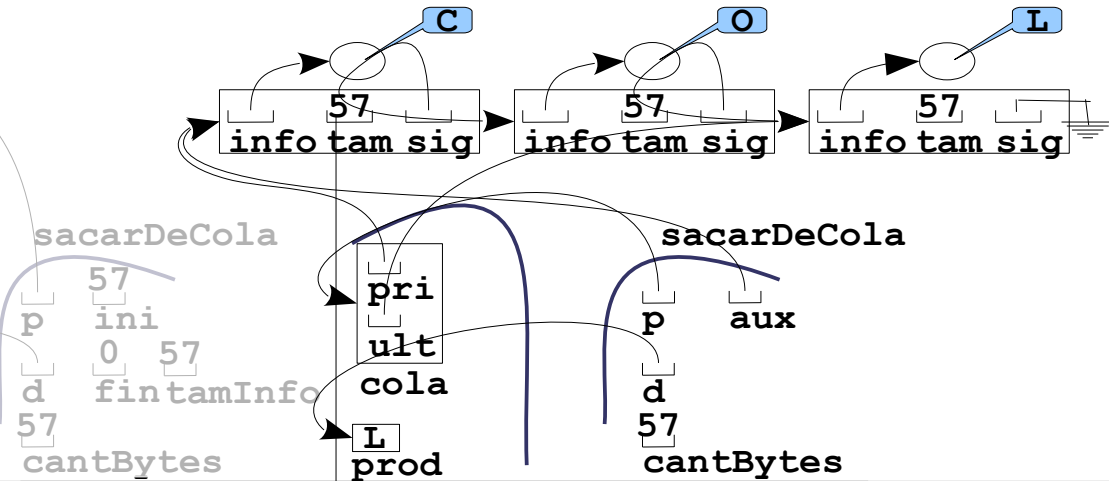 C O L
57 57 57
info tam sig info tam sig info tam sig
sacarDeCola sacarDeCola
57
p ini pri p aux
0 57 ult
d fin tamInfo cola d
57 L 57
cantBytes prod cantBytes